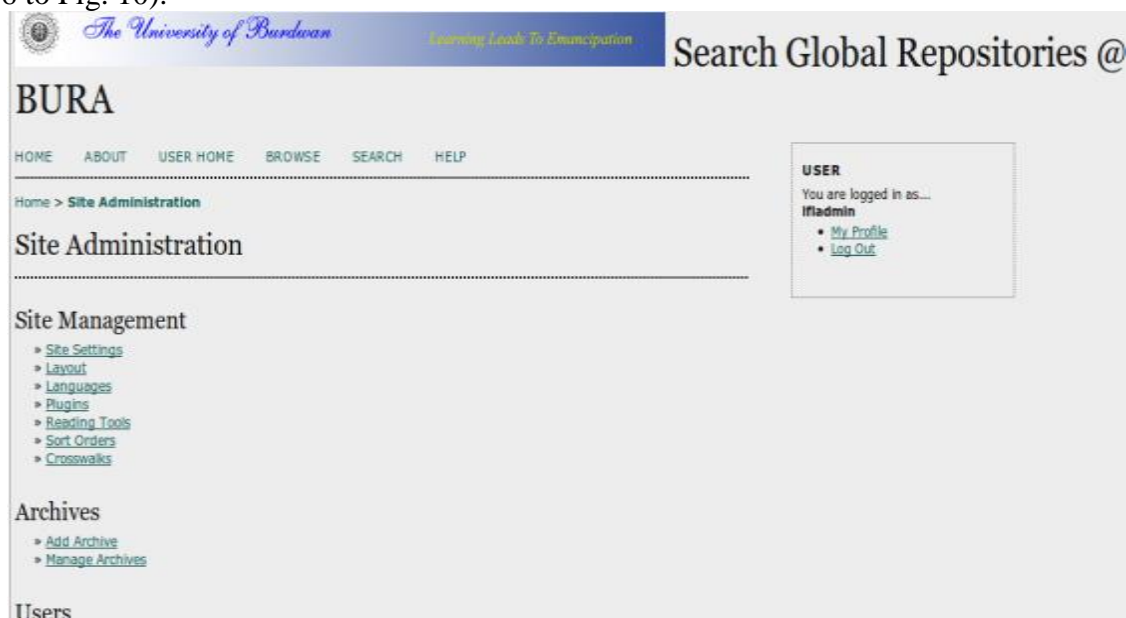 6 to Fig. 10).
The University of Burdwan
Learning Leads To Emancipation
Search Global Repositories @
BURA
HOME ABOUT USER HOME BROWSE SEARCH HELP
Home > Site Administration
Site Administration
USER
You are logged in as...
ifladmin
• My Profile
• Log Out
Site Management
» Site Settings
» Layout
» Languages
» Plugins
» Reading Tools
» Sort Orders
» Crosswalks
Archives
» Add Archive
» Manage Archives
Users